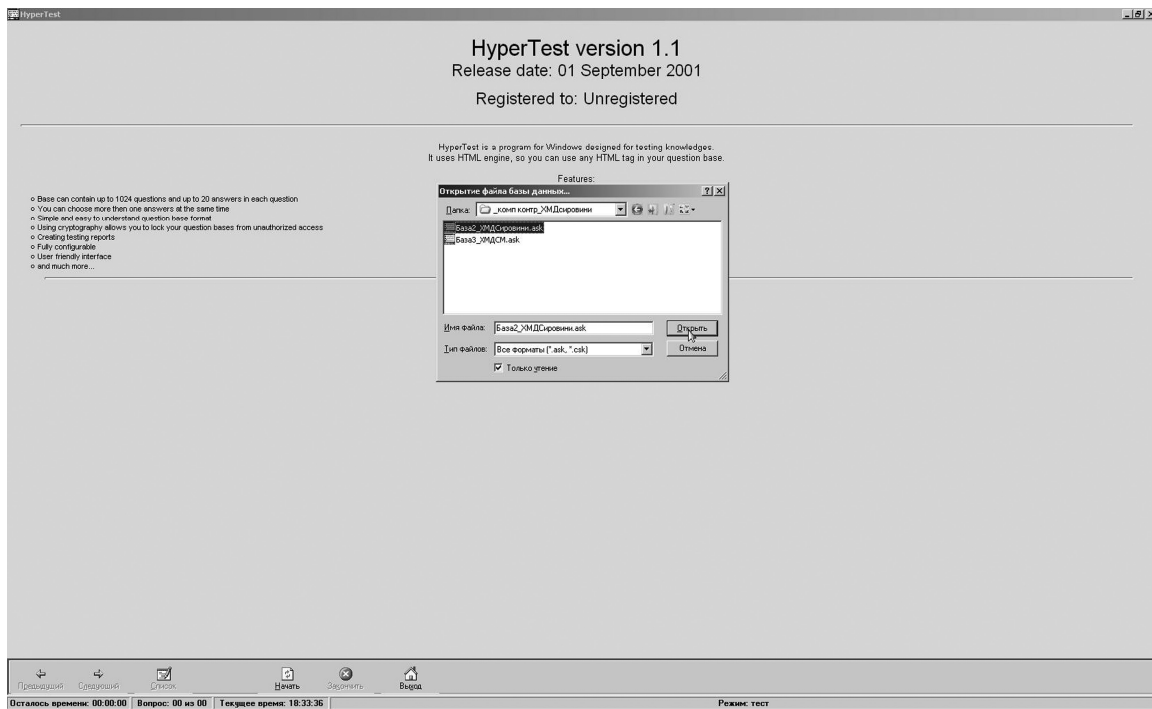 HyperTest
HyperTest version 1.1
Release date: 01 September 2001
Registered to: Unregistered
HyperTest is a program for Windows designed for testing knowledges.
It uses HTML engine, so you can use any HTML tag in your question base.
Features:
Base can contain up to 1024 questions and up to 20 answers in each question
You can choose more then one answers at the same time
Simple and easy to understand question base format
Using cryptography allows you to lock your question bases from unauthorized access
Creating testing reports
Fully configurable
User friendly interface
and much more...
Открытие файла базы данных...
Папка: _комп контр_ХМДсировини
База2_ХМДСировини.ask
База3_ХМДСМ.ask
Имя файла: База2_ХМДСировини.ask Открыть
Тип файлов: Все форматы (*.ask, *.csk) Отмена
Только чтение
Предыдущий Следующий Список Начать Закончить Выход
Осталось времени: 00:00:00 Вопрос: 00 из 00 Текущее время: 18:33:36 Режим: тест